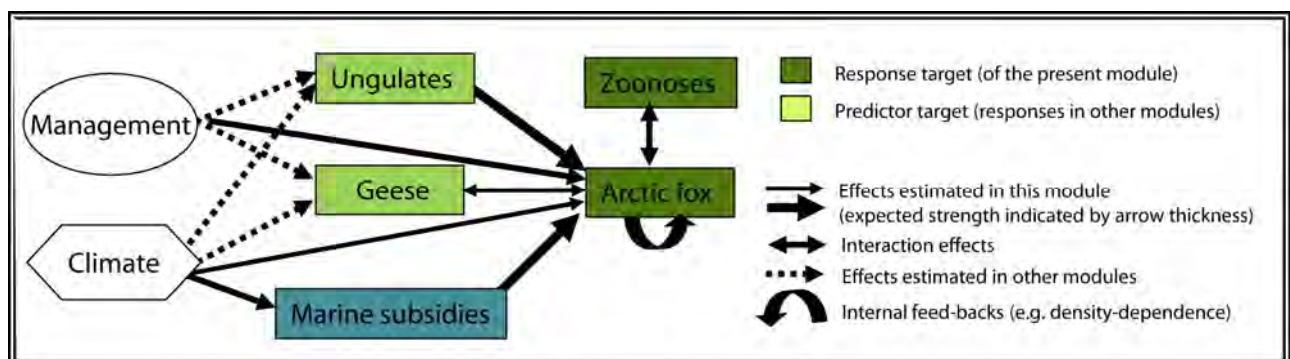 Management
Climate
Ungulates
Geese
Marine subsidies
Zoonoses
Arctic fox
Response target (of the present module)
Predictor target (responses in other modules)
Effects estimated in this module
(expected strength indicated by arrow thickness)
Interaction effects
Effects estimated in other modules
Internal feed-backs (e.g. density-dependence)